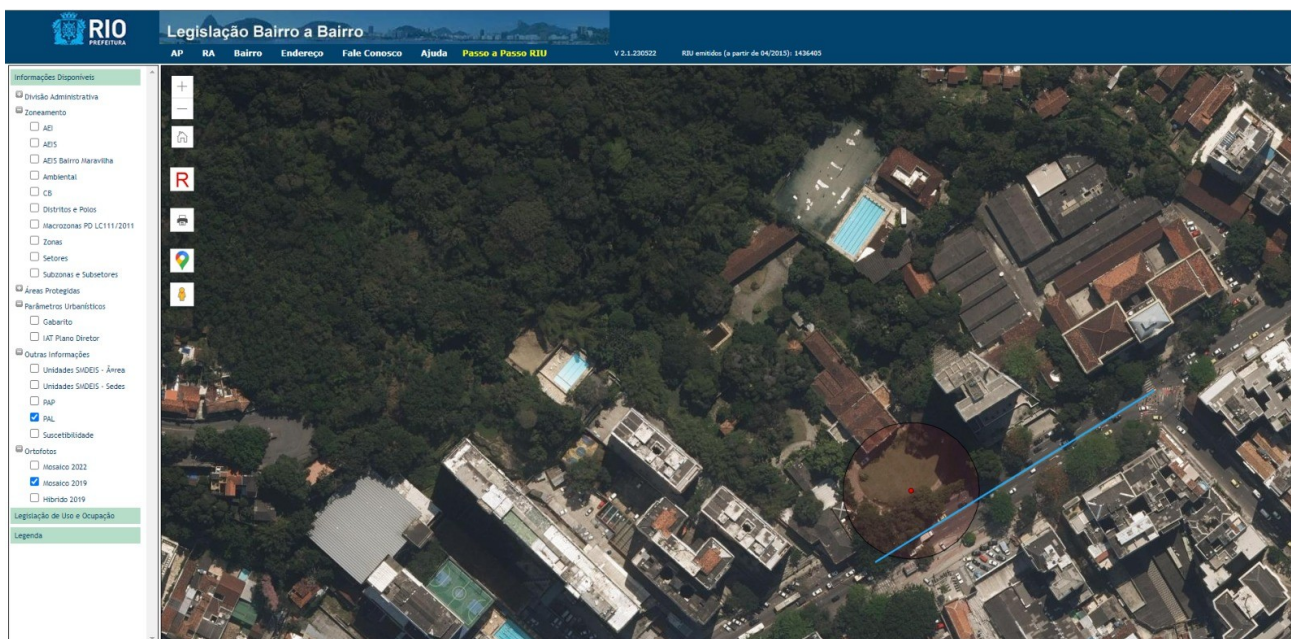 RIO
PREFEITURA
Legislação Bairro a Bairro
AP RA Bairro Endereço Fale Conosco Ajuda Passo a Passo RIU V 2.1.230522 RIU emitidos (a partir de 04/2015): 1436405
Informações Disponíveis
Divisão Administrativa
Zoneamento
AEI
AEIS
AEIS Bairro Maravilha
Ambiental
CB
Distritos e Polos
Macrozonas PD LC111/2011
Zonas
Setores
Subzonas e Subsetores
Áreas Protegidas
Parâmetros Urbanísticos
Gabarito
IAT Plano Diretor
Outras Informações
Unidades SMDEIS - Área
Unidades SMDEIS - Sedes
PAP
PAL
Suscetibilidade
Ortofotos
Mosaico 2022
Mosaico 2019
Híbrido 2019
Legislação de Uso e Ocupação
Legenda
R